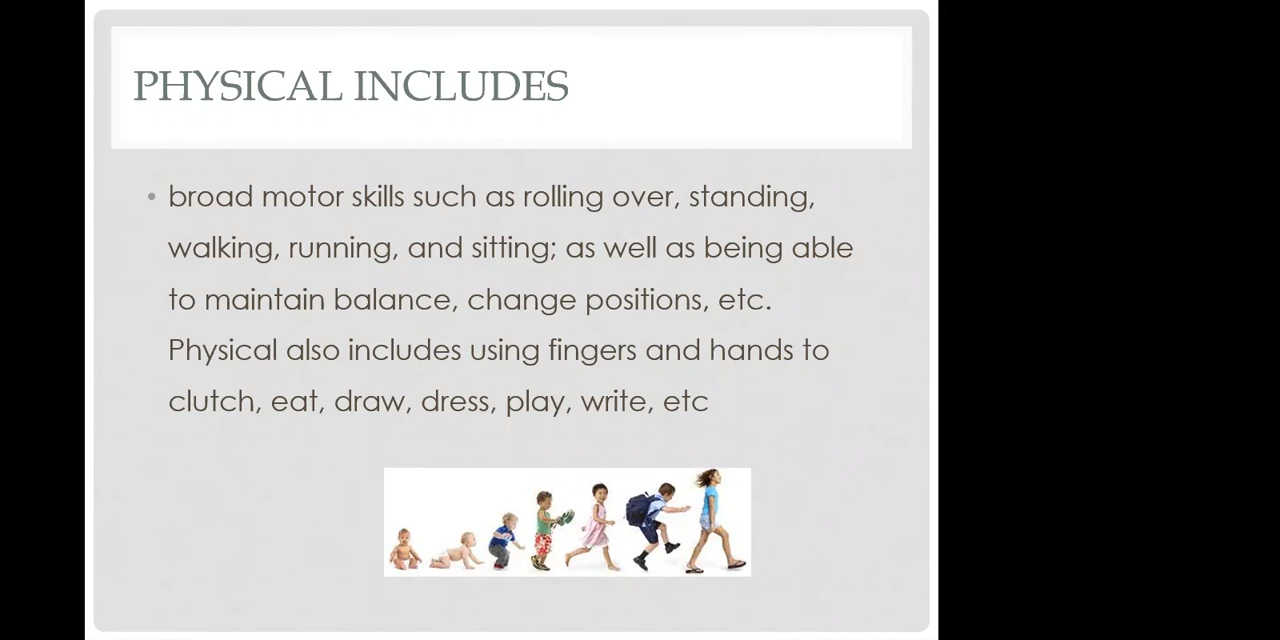 PHYSICAL INCLUDES
• broad motor skills such as rolling over, standing,
walking, running, and sitting; as well as being able
to maintain balance, change positions, etc.
Physical also includes using fingers and hands to
clutch, eat, draw, dress, play, write, etc